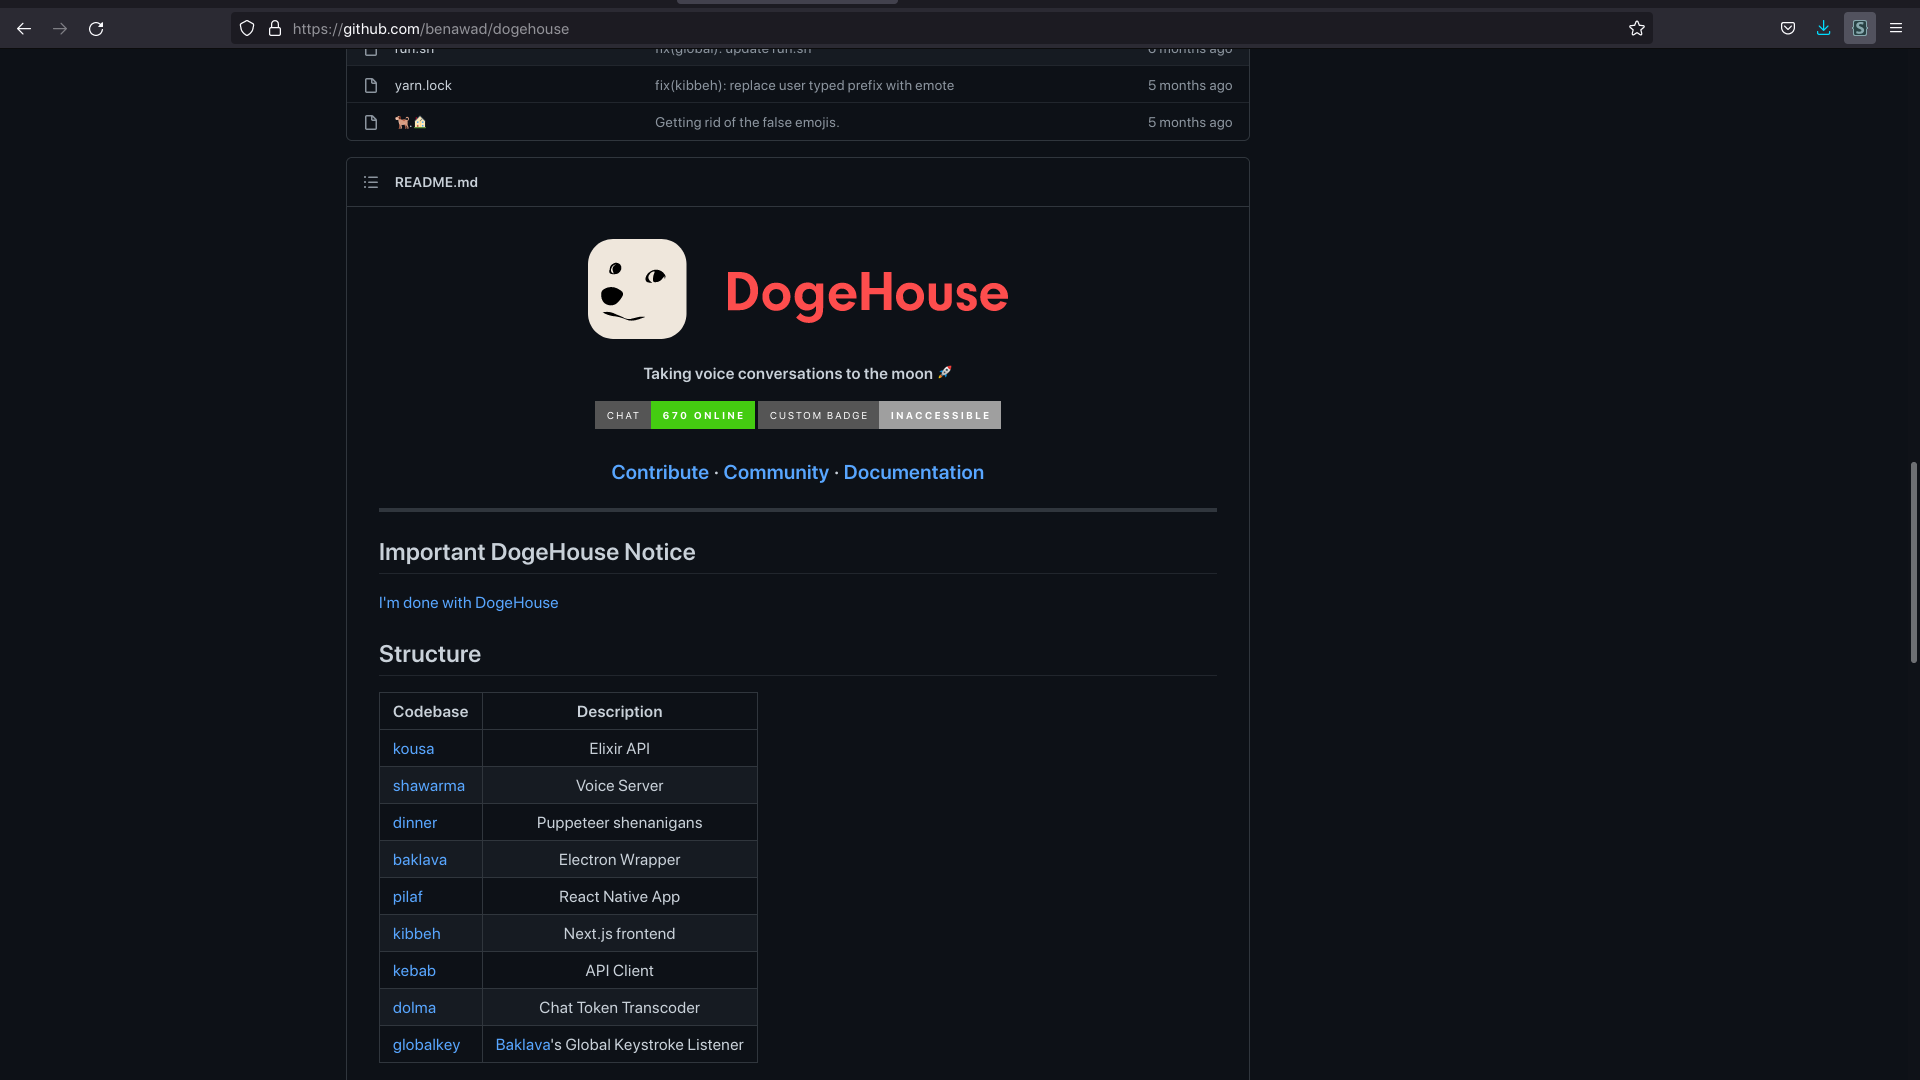 https://github.com/benawad/dogehouse
run.sh fix(global): update run.sh 6 months ago
yarn.lock fix(kibbeh): replace user typed prefix with emote 5 months ago
🐕.🏠 Getting rid of the false emojis. 5 months ago
README.md
DogeHouse
Taking voice conversations to the moon 🚀
CHAT 670 ONLINE CUSTOM BADGE INACCESSIBLE
Contribute · Community · Documentation
Important DogeHouse Notice
I'm done with DogeHouse
Structure
Codebase Description
kousa Elixir API
shawarma Voice Server
dinner Puppeteer shenanigans
baklava Electron Wrapper
pilaf React Native App
kibbeh Next.js frontend
kebab API Client
dolma Chat Token Transcoder
globalkey Baklava's Global Keystroke Listener